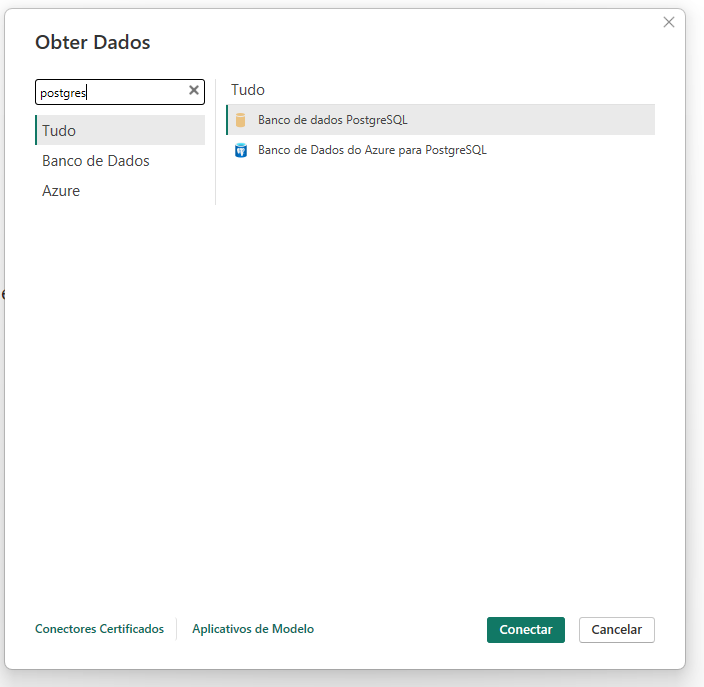 Obter Dados
postgres
Tudo
Banco de Dados
Azure
Tudo
Banco de dados PostgreSQL
Banco de Dados do Azure para PostgreSQL
Conectores Certificados
Aplicativos de Modelo
Conectar
Cancelar